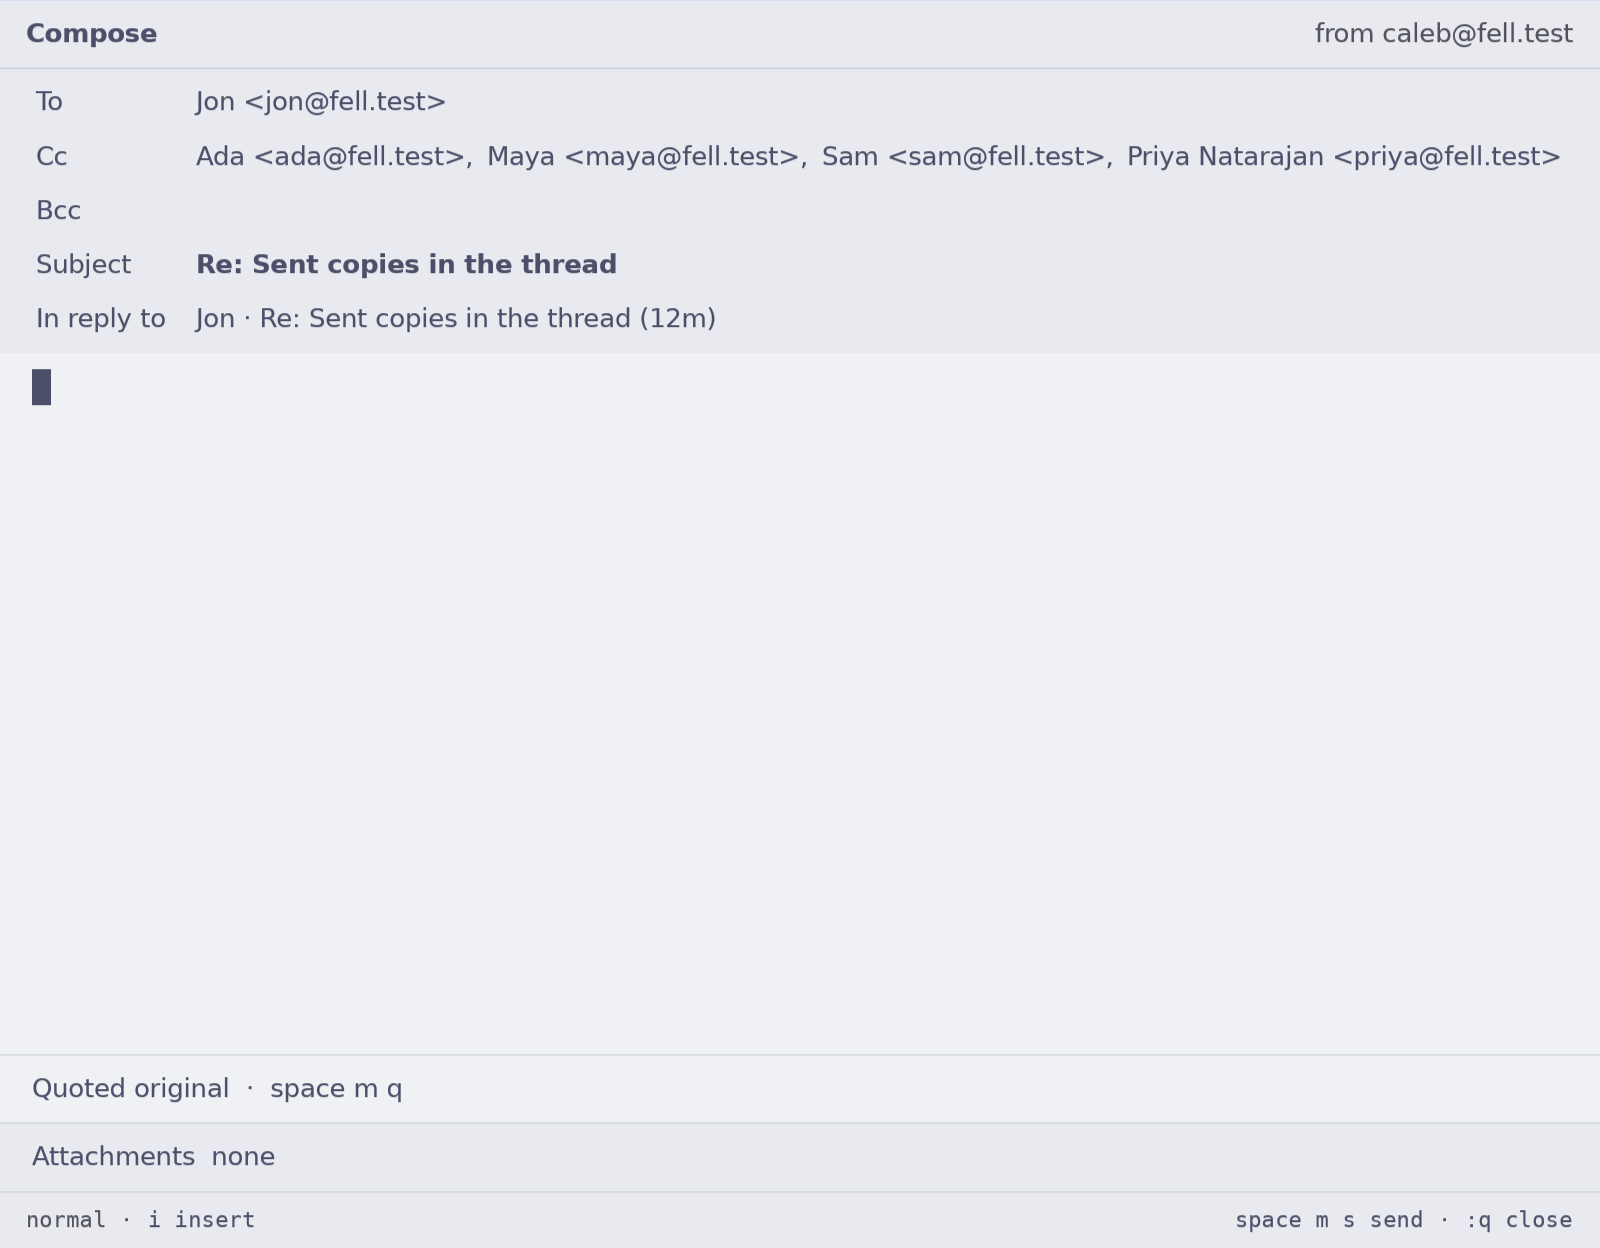 Compose from caleb@fell.test
To Jon <jon@fell.test>
Cc Ada <ada@fell.test>, Maya <maya@fell.test>, Sam <sam@fell.test>, Priya Natarajan <priya@fell.test>
Bcc
Subject Re: Sent copies in the thread
In reply to Jon · Re: Sent copies in the thread (12m)
Quoted original · space m q
Attachments none
normal · i insert space m s send · :q close